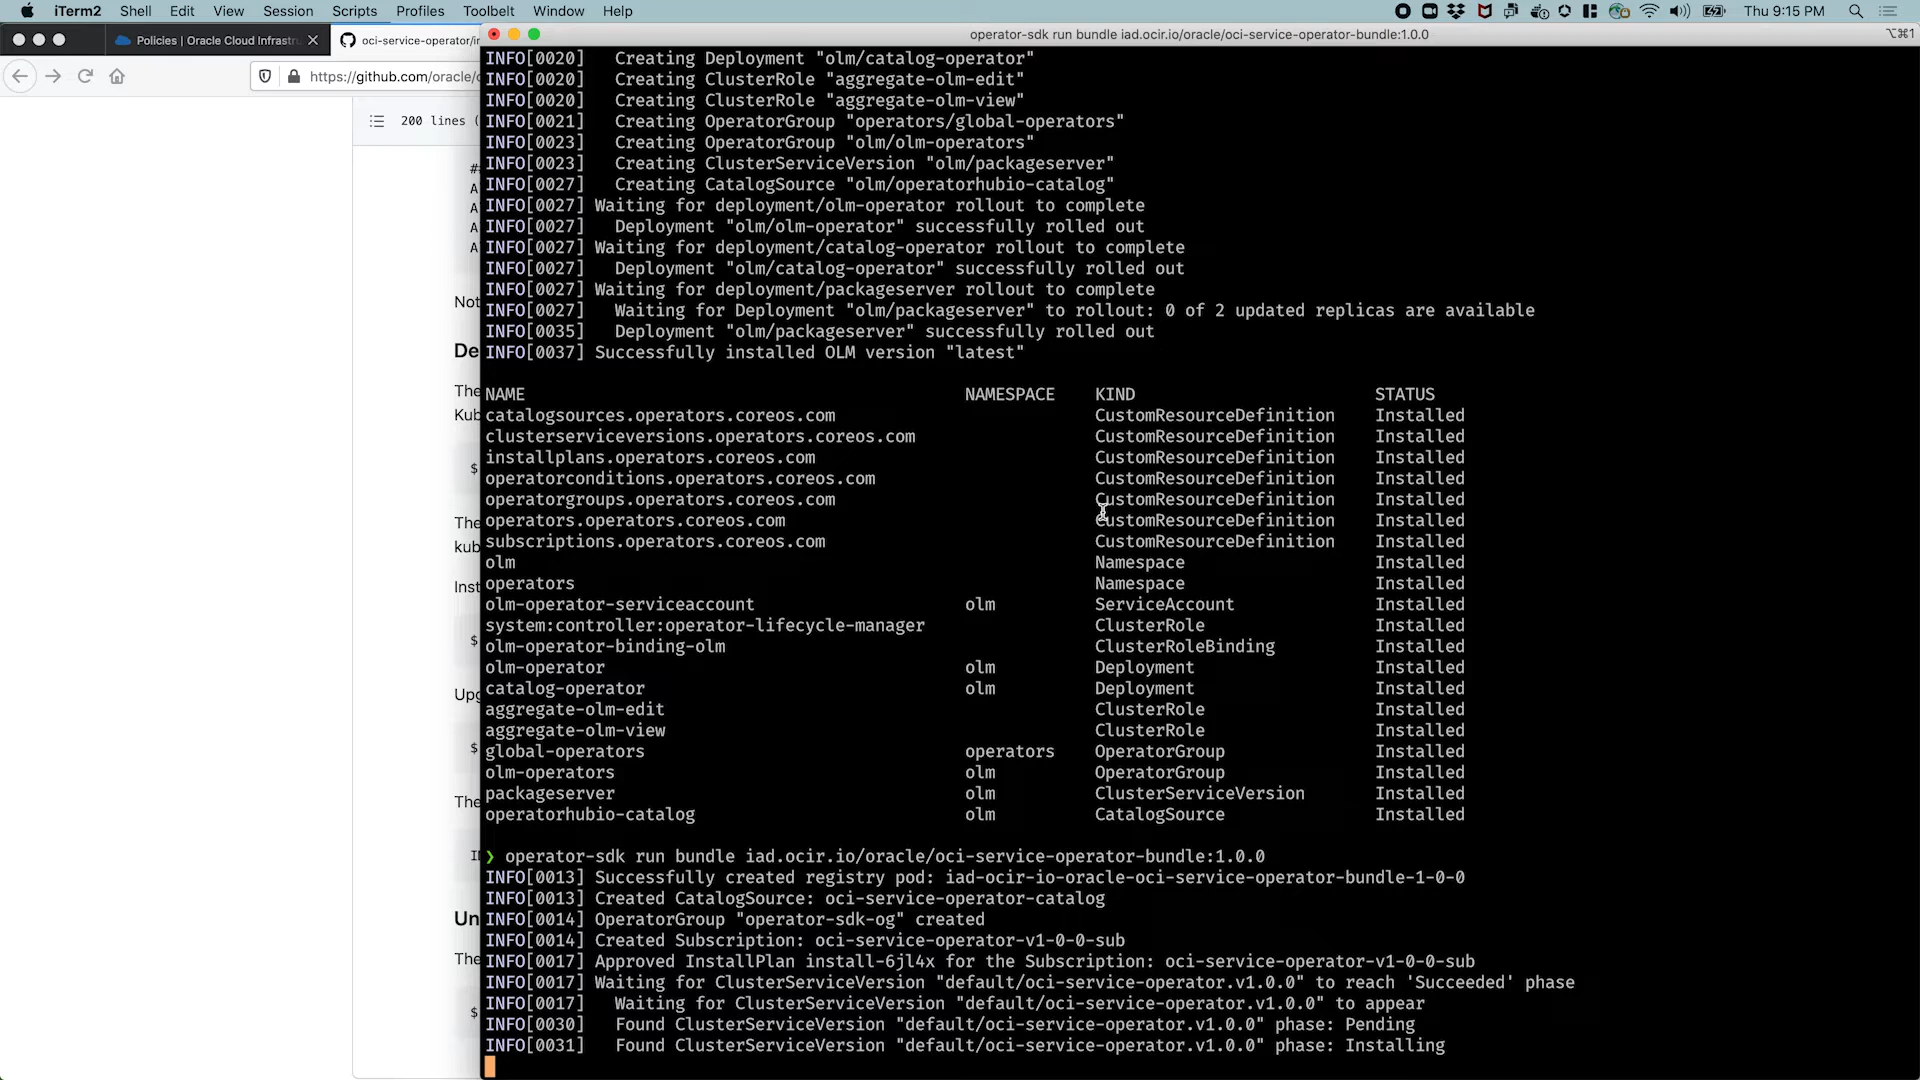 iTerm2 Shell Edit View Session Scripts Profiles Toolbelt Window Help Thu 9:15 PM
Policies | Oracle Cloud Infrastru
oci-service-operator/in
operator-sdk run bundle iad.ocir.io/oracle/oci-service-operator-bundle:1.0.0
⌥⌘1
https://github.com/oracle/o
200 lines (
##
A
A
A
A
Not
De
The
Kub
$
The
kub
Inst
$
Upg
$
The
IN
Un
The
$
INFO[0020]   Creating Deployment "olm/catalog-operator"
INFO[0020]   Creating ClusterRole "aggregate-olm-edit"
INFO[0020]   Creating ClusterRole "aggregate-olm-view"
INFO[0021]   Creating OperatorGroup "operators/global-operators"
INFO[0023]   Creating OperatorGroup "olm/olm-operators"
INFO[0023]   Creating ClusterServiceVersion "olm/packageserver"
INFO[0027]   Creating CatalogSource "olm/operatorhubio-catalog"
INFO[0027] Waiting for deployment/olm-operator rollout to complete
INFO[0027]   Deployment "olm/olm-operator" successfully rolled out
INFO[0027] Waiting for deployment/catalog-operator rollout to complete
INFO[0027]   Deployment "olm/catalog-operator" successfully rolled out
INFO[0027] Waiting for deployment/packageserver rollout to complete
INFO[0027]   Waiting for Deployment "olm/packageserver" to rollout: 0 of 2 updated replicas are available
INFO[0035]   Deployment "olm/packageserver" successfully rolled out
INFO[0037] Successfully installed OLM version "latest"
NAME NAMESPACE KIND STATUS
catalogsources.operators.coreos.com CustomResourceDefinition Installed
clusterserviceversions.operators.coreos.com CustomResourceDefinition Installed
installplans.operators.coreos.com CustomResourceDefinition Installed
operatorconditions.operators.coreos.com CustomResourceDefinition Installed
operatorgroups.operators.coreos.com CustomResourceDefinition Installed
operators.operators.coreos.com CustomResourceDefinition Installed
subscriptions.operators.coreos.com CustomResourceDefinition Installed
olm Namespace Installed
operators Namespace Installed
olm-operator-serviceaccount olm ServiceAccount Installed
system:controller:operator-lifecycle-manager ClusterRole Installed
olm-operator-binding-olm ClusterRoleBinding Installed
olm-operator olm Deployment Installed
catalog-operator olm Deployment Installed
aggregate-olm-edit ClusterRole Installed
aggregate-olm-view ClusterRole Installed
global-operators operators OperatorGroup Installed
olm-operators olm OperatorGroup Installed
packageserver olm ClusterServiceVersion Installed
operatorhubio-catalog olm CatalogSource Installed
❯ operator-sdk run bundle iad.ocir.io/oracle/oci-service-operator-bundle:1.0.0
INFO[0013] Successfully created registry pod: iad-ocir-io-oracle-oci-service-operator-bundle-1-0-0
INFO[0013] Created CatalogSource: oci-service-operator-catalog
INFO[0014] OperatorGroup "operator-sdk-og" created
INFO[0014] Created Subscription: oci-service-operator-v1-0-0-sub
INFO[0017] Approved InstallPlan install-6jl4x for the Subscription: oci-service-operator-v1-0-0-sub
INFO[0017] Waiting for ClusterServiceVersion "default/oci-service-operator.v1.0.0" to reach 'Succeeded' phase
INFO[0017]   Waiting for ClusterServiceVersion "default/oci-service-operator.v1.0.0" to appear
INFO[0030]   Found ClusterServiceVersion "default/oci-service-operator.v1.0.0" phase: Pending
INFO[0031]   Found ClusterServiceVersion "default/oci-service-operator.v1.0.0" phase: Installing